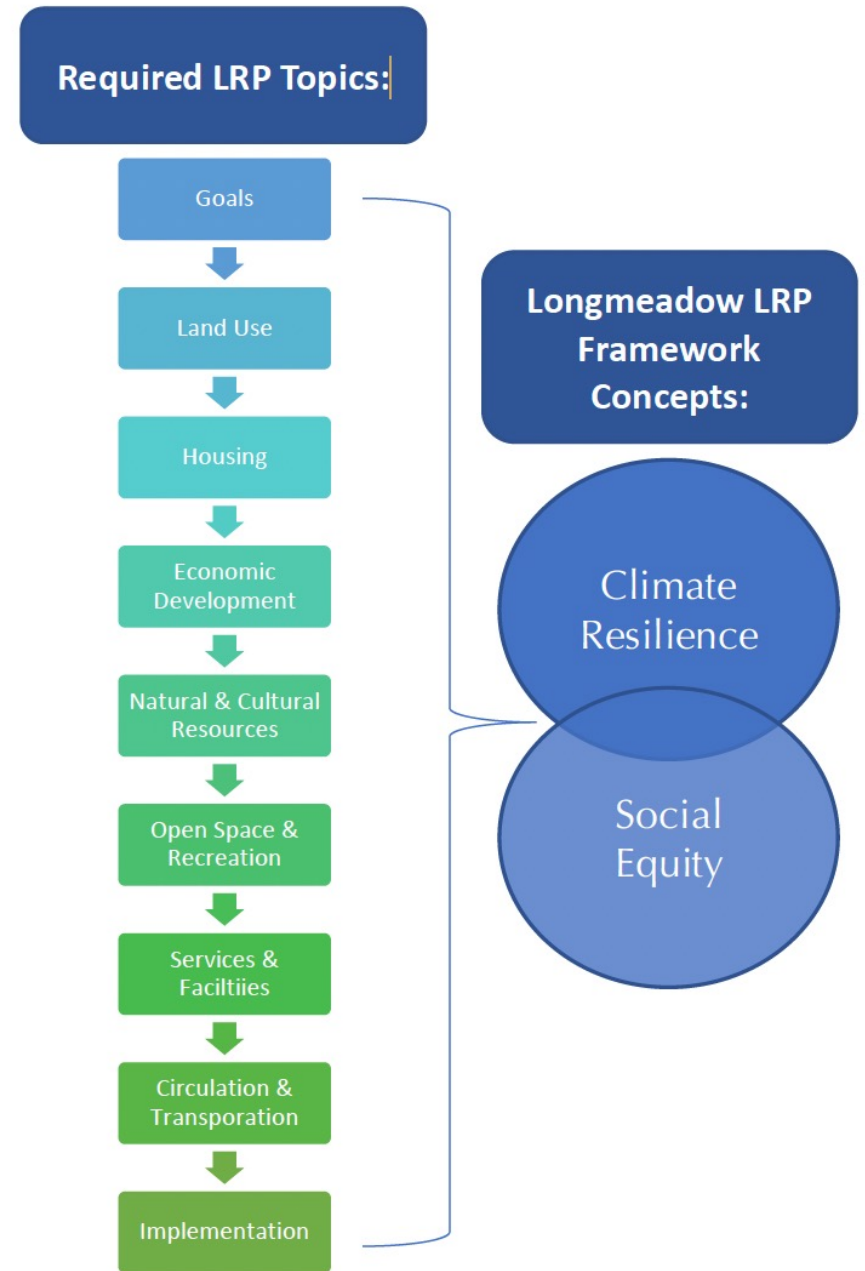 Required LRP Topics:
Goals
Land Use
Housing
Economic
Development
Natural & Cultural
Resources
Open Space &
Recreation
Services &
Faciltiies
Circulation &
Transporation
Implementation
Longmeadow LRP
Framework
Concepts:
Climate
Resilience
Social
Equity